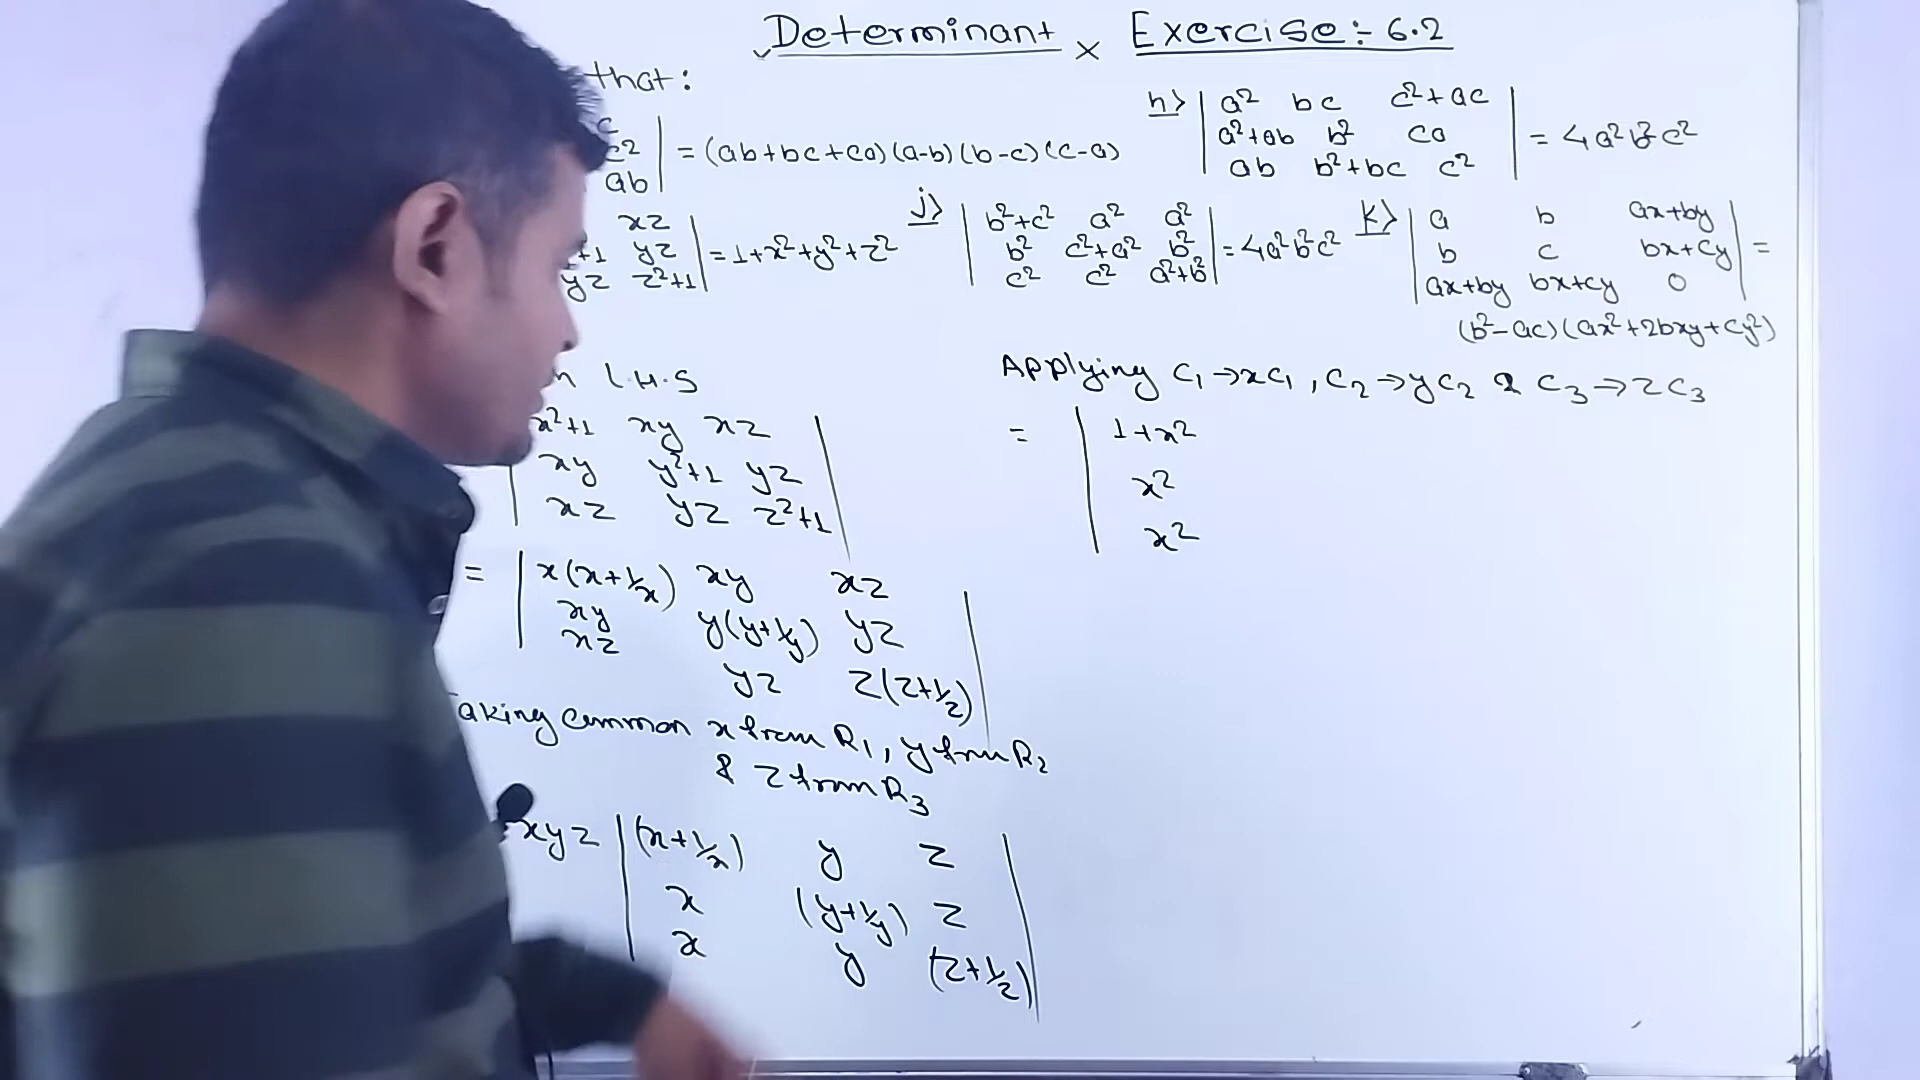 Determinant × Exercise÷ 6.2
that:
c
c2
ab
= (ab+bc+ca)(a-b)(b-c)(c-a)
h> | a² bc c²+ac |
| a²+ab b² ca | = 4a²b²c²
| ab b²+bc c² |
xz
+1 yz
yz z²+1
= 1+x²+y²+z²
j> | b²+c² a² a² |
| b² c²+a² b² | = 4a²b²c²
| c² c² a²+b² |
k> | a b ax+by |
| b c bx+cy | =
| ax+by bx+cy 0 |
(b²-ac)(ax²+2bxy+cy²)
L.H.S
x²+1 xy xz |
| xy y²+1 yz |
| xz yz z²+1 |
= | x(x+1/x) xy xz |
| xy y(y+1/y) yz |
| xz yz z(z+1/z) |
Taking common x from R₁, y from R₂
& z from R₃
xyz | (x+1/x) y z |
| x (y+1/y) z |
| x y (z+1/z) |
Applying C₁→xC₁, C₂→yC₂ & C₃→zC₃
= | 1+x²
| x²
| x²